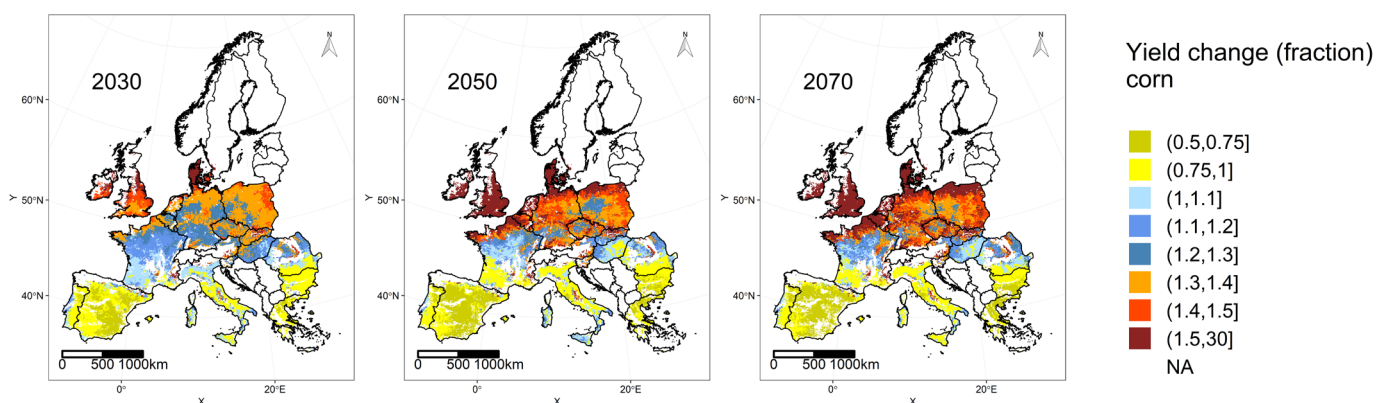 N
2030
60°N
50°N
40°N
Y
0 500 1000km
0°
20°E
X
N
2050
60°N
50°N
40°N
Y
0 500 1000km
0°
20°E
X
N
2070
60°N
50°N
40°N
Y
0 500 1000km
0°
20°E
X
Yield change (fraction)
corn
(0.5,0.75]
(0.75,1]
(1,1.1]
(1.1,1.2]
(1.2,1.3]
(1.3,1.4]
(1.4,1.5]
(1.5,30]
NA